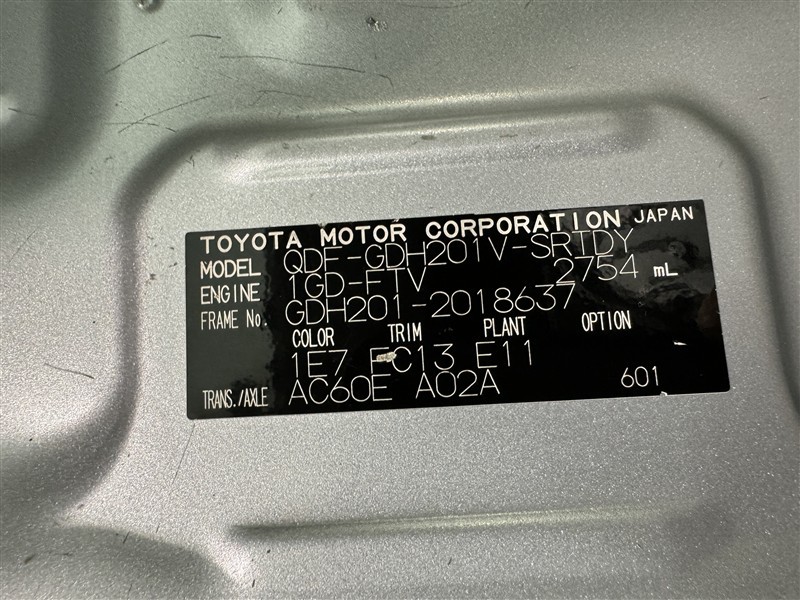 TOYOTA MOTOR CORPORATION JAPAN
MODEL QDF-GDH201V-SRTDY
ENGINE 1GD-FTV 2754 mL
FRAME No. GDH201-2018637
COLOR TRIM PLANT OPTION
1E7 FC13 E11
TRANS./AXLE AC60E A02A 601